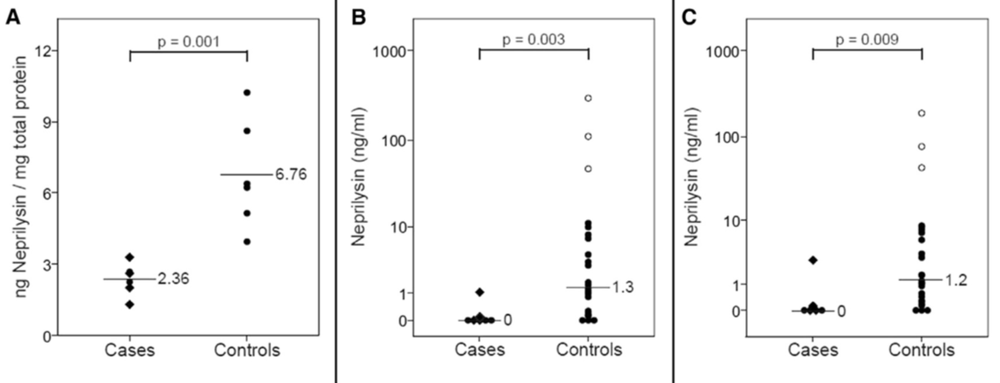 A
p = 0.001
ng Neprilysin / mg total protein
12
9
6
3
0
6.76
2.36
Cases
Controls
B
p = 0.003
Neprilysin (ng/ml)
1000
100
10
1
0
1.3
0
Cases
Controls
C
p = 0.009
Neprilysin (ng/ml)
1000
100
10
1
0
1.2
0
Cases
Controls